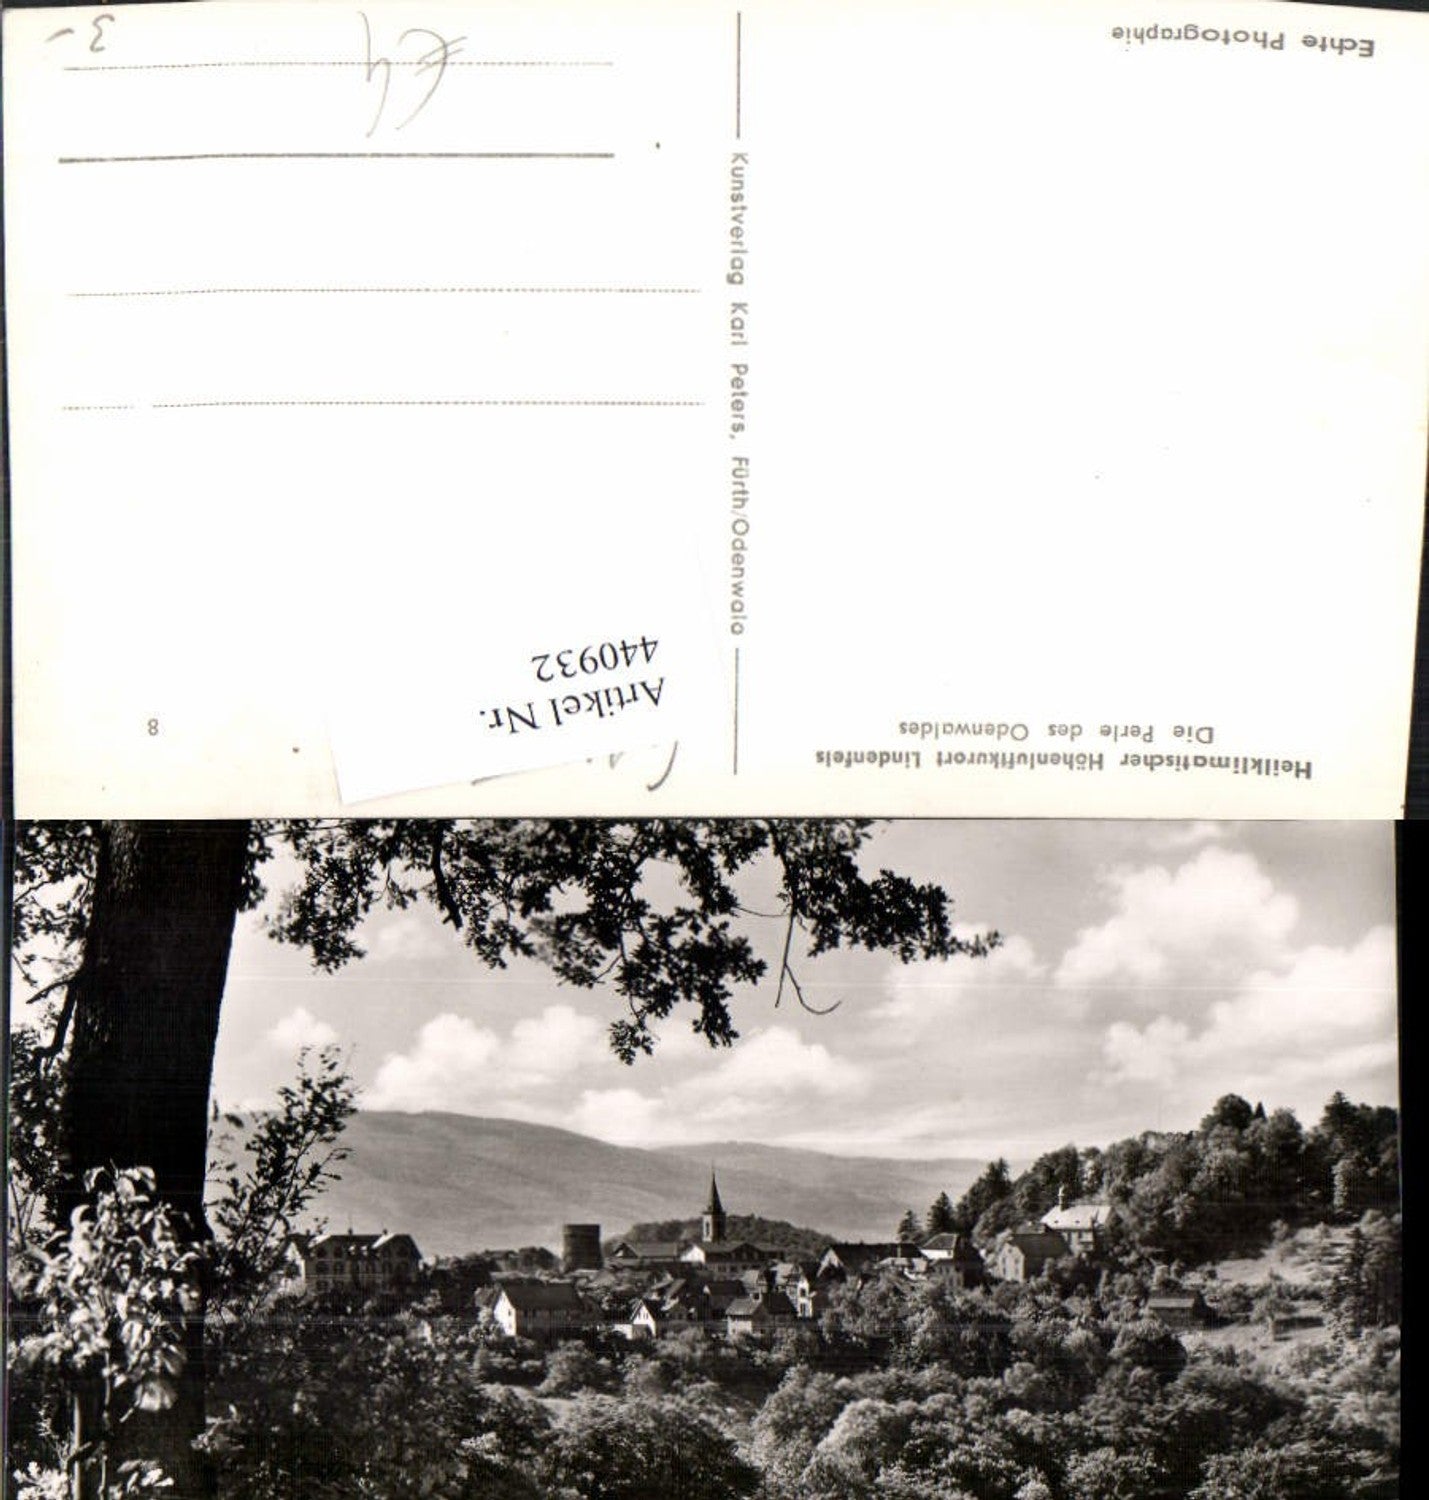 Heilklimatischer Höhenluftkurort Lindenfels
Die Perle des Odenwaldes
8
Artikel Nr.
440932
Kunstverlag Karl Peters, Fürth/Odenwald
Echte Photographie
3-